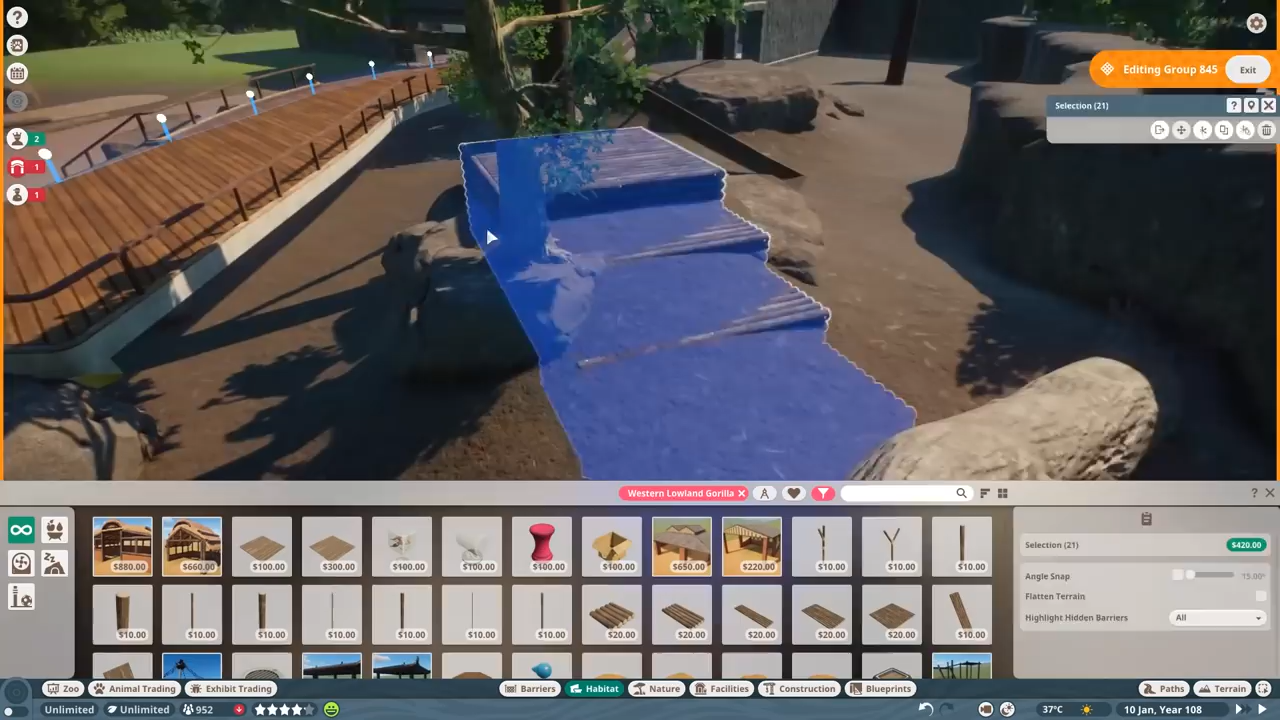 Editing Group 845
Exit
Selection (21)
?
2
1
1
Western Lowland Gorilla
$880.00
$660.00
$100.00
$300.00
$100.00
$100.00
$100.00
$100.00
$650.00
$220.00
$10.00
$10.00
$10.00
$10.00
$10.00
$10.00
$10.00
$10.00
$10.00
$10.00
$20.00
$20.00
$20.00
$20.00
$20.00
$10.00
Selection (21)
$420.00
Angle Snap
15.00°
Flatten Terrain
Highlight Hidden Barriers
All
Zoo
Animal Trading
Exhibit Trading
Barriers
Habitat
Nature
Facilities
Construction
Blueprints
Paths
Terrain
Unlimited
Unlimited
952
37°C
10 Jan, Year 108